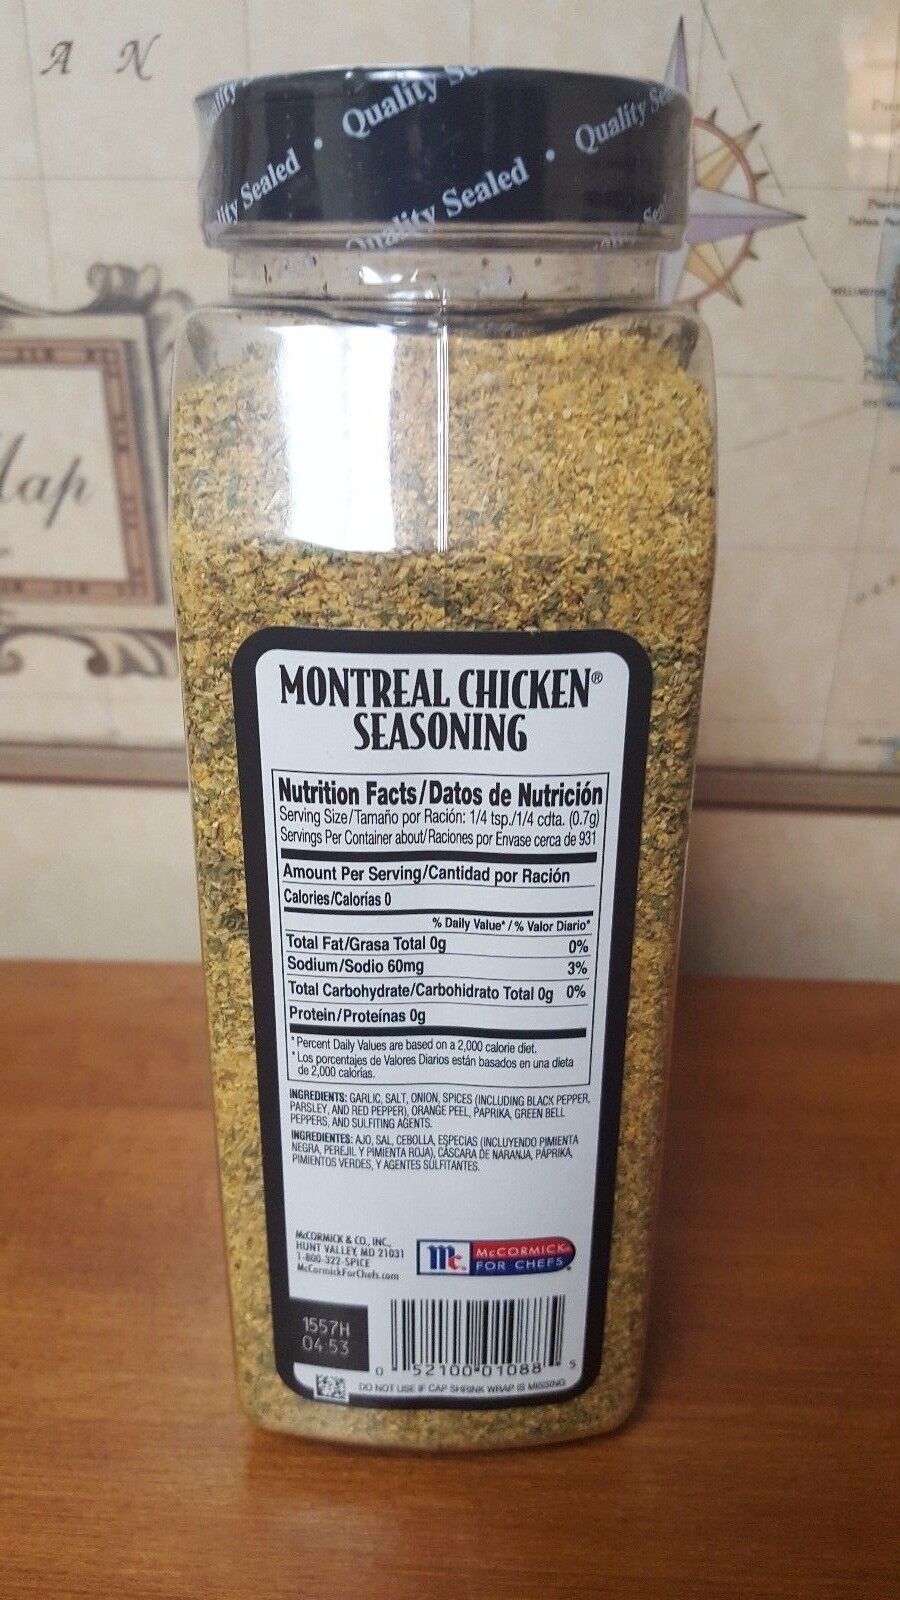 A N
Quality Sealed
Quality
Quality Sealed
Map
MONTREAL CHICKEN®
SEASONING
Nutrition Facts/Datos de Nutrición
Serving Size/Tamaño por Ración: 1/4 tsp./1/4 cdta. (0.7g)
Servings Per Container about/Raciones por Envase cerca de 931
Amount Per Serving/Cantidad por Ración
Calories/Calorías 0
% Daily Value* / % Valor Diario*
Total Fat/Grasa Total 0g 0%
Sodium/Sodio 60mg 3%
Total Carbohydrate/Carbohidrato Total 0g 0%
Protein/Proteínas 0g
*Percent Daily Values are based on a 2,000 calorie diet.
*Los porcentajes de Valores Diarios están basados en una dieta
de 2,000 calorías.
INGREDIENTS: GARLIC, SALT, ONION, SPICES (INCLUDING BLACK PEPPER,
PARSLEY, AND RED PEPPER), ORANGE PEEL, PAPRIKA, GREEN BELL
PEPPERS, AND SULFITING AGENTS.
INGREDIENTES: AJO, SAL, CEBOLLA, ESPECIAS (INCLUYENDO PIMIENTA
NEGRA, PEREJIL Y PIMIENTA ROJA), CÁSCARA DE NARANJA, PÁPRIKA,
PIMIENTOS VERDES, Y AGENTES SULFITANTES.
McCORMICK & CO., INC.,
HUNT VALLEY, MD 21031
1-800-322-SPICE
McCormickForChefs.com
Mc. McCORMICK
FOR CHEFS
1557H
04 53
0 52100 01088 5
DO NOT USE IF CAP SHRINK WRAP IS MISSING